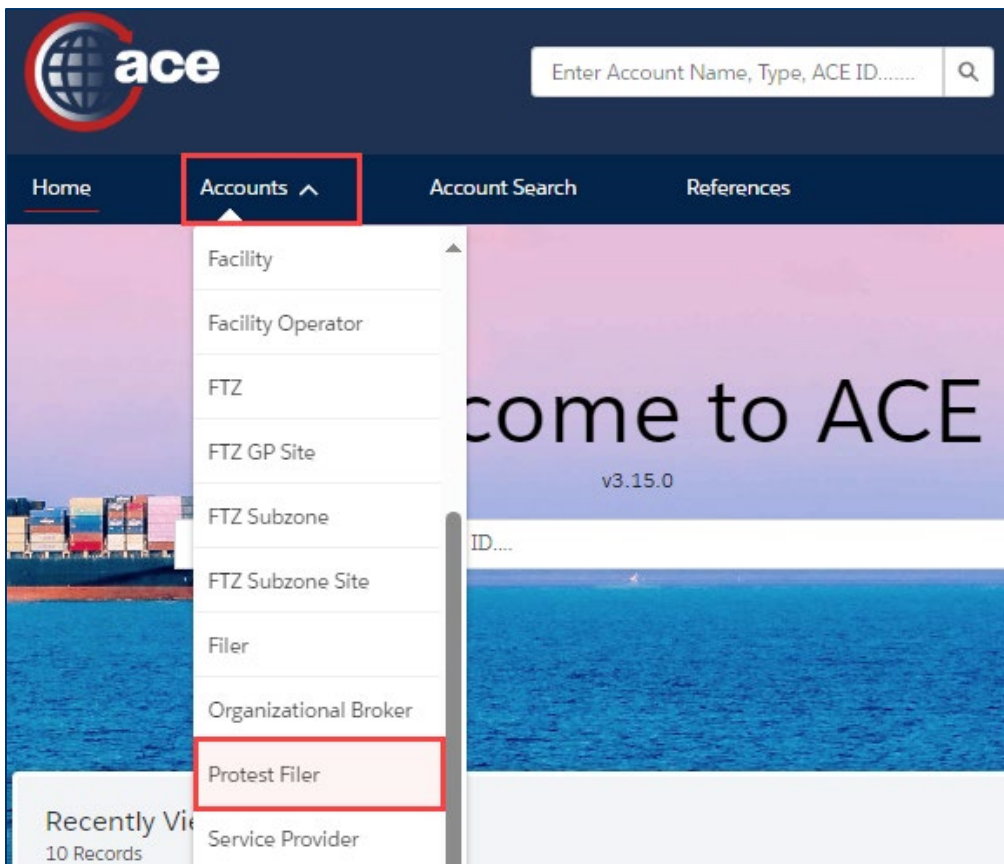 ace
Enter Account Name, Type, ACE ID.......
Home Accounts Account Search References
Facility
Facility Operator
FTZ
come to ACE
FTZ GP Site
v3.15.0
FTZ Subzone
ID....
FTZ Subzone Site
Filer
Organizational Broker
Protest Filer
Recently Vie
Service Provider
10 Records